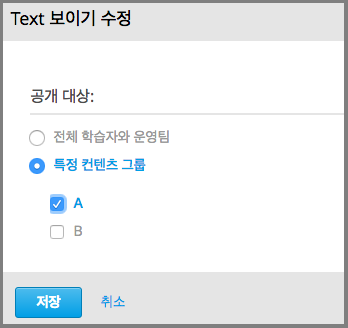 Text 보이기 수정
공개 대상:
전체 학습자와 운영팀
특정 컨텐츠 그룹
A
B
저장 취소